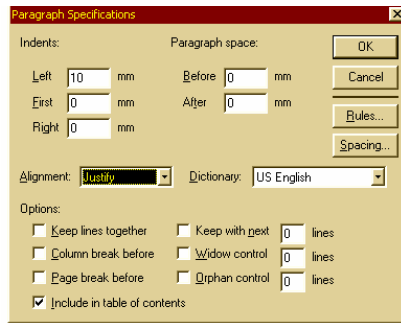 Paragraph Specifications
Indents: Paragraph space: OK
Left 10 mm Before 0 mm Cancel
First 0 mm After 0 mm
Right 0 mm Rules...
Spacing...
Alignment: Justify Dictionary: US English
Options:
Keep lines together Keep with next 0 lines
Column break before Widow control 0 lines
Page break before Orphan control 0 lines
Include in table of contents